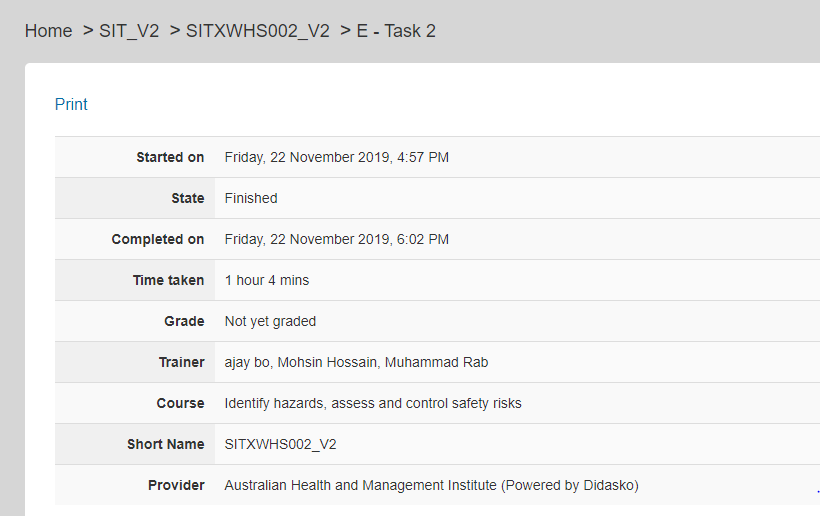 Home > SIT_V2 > SITXWHS002_V2 > E - Task 2
Print
Started on Friday, 22 November 2019, 4:57 PM
State Finished
Completed on Friday, 22 November 2019, 6:02 PM
Time taken 1 hour 4 mins
Grade Not yet graded
Trainer ajay bo, Mohsin Hossain, Muhammad Rab
Course Identify hazards, assess and control safety risks
Short Name SITXWHS002_V2
Provider Australian Health and Management Institute (Powered by Didasko)